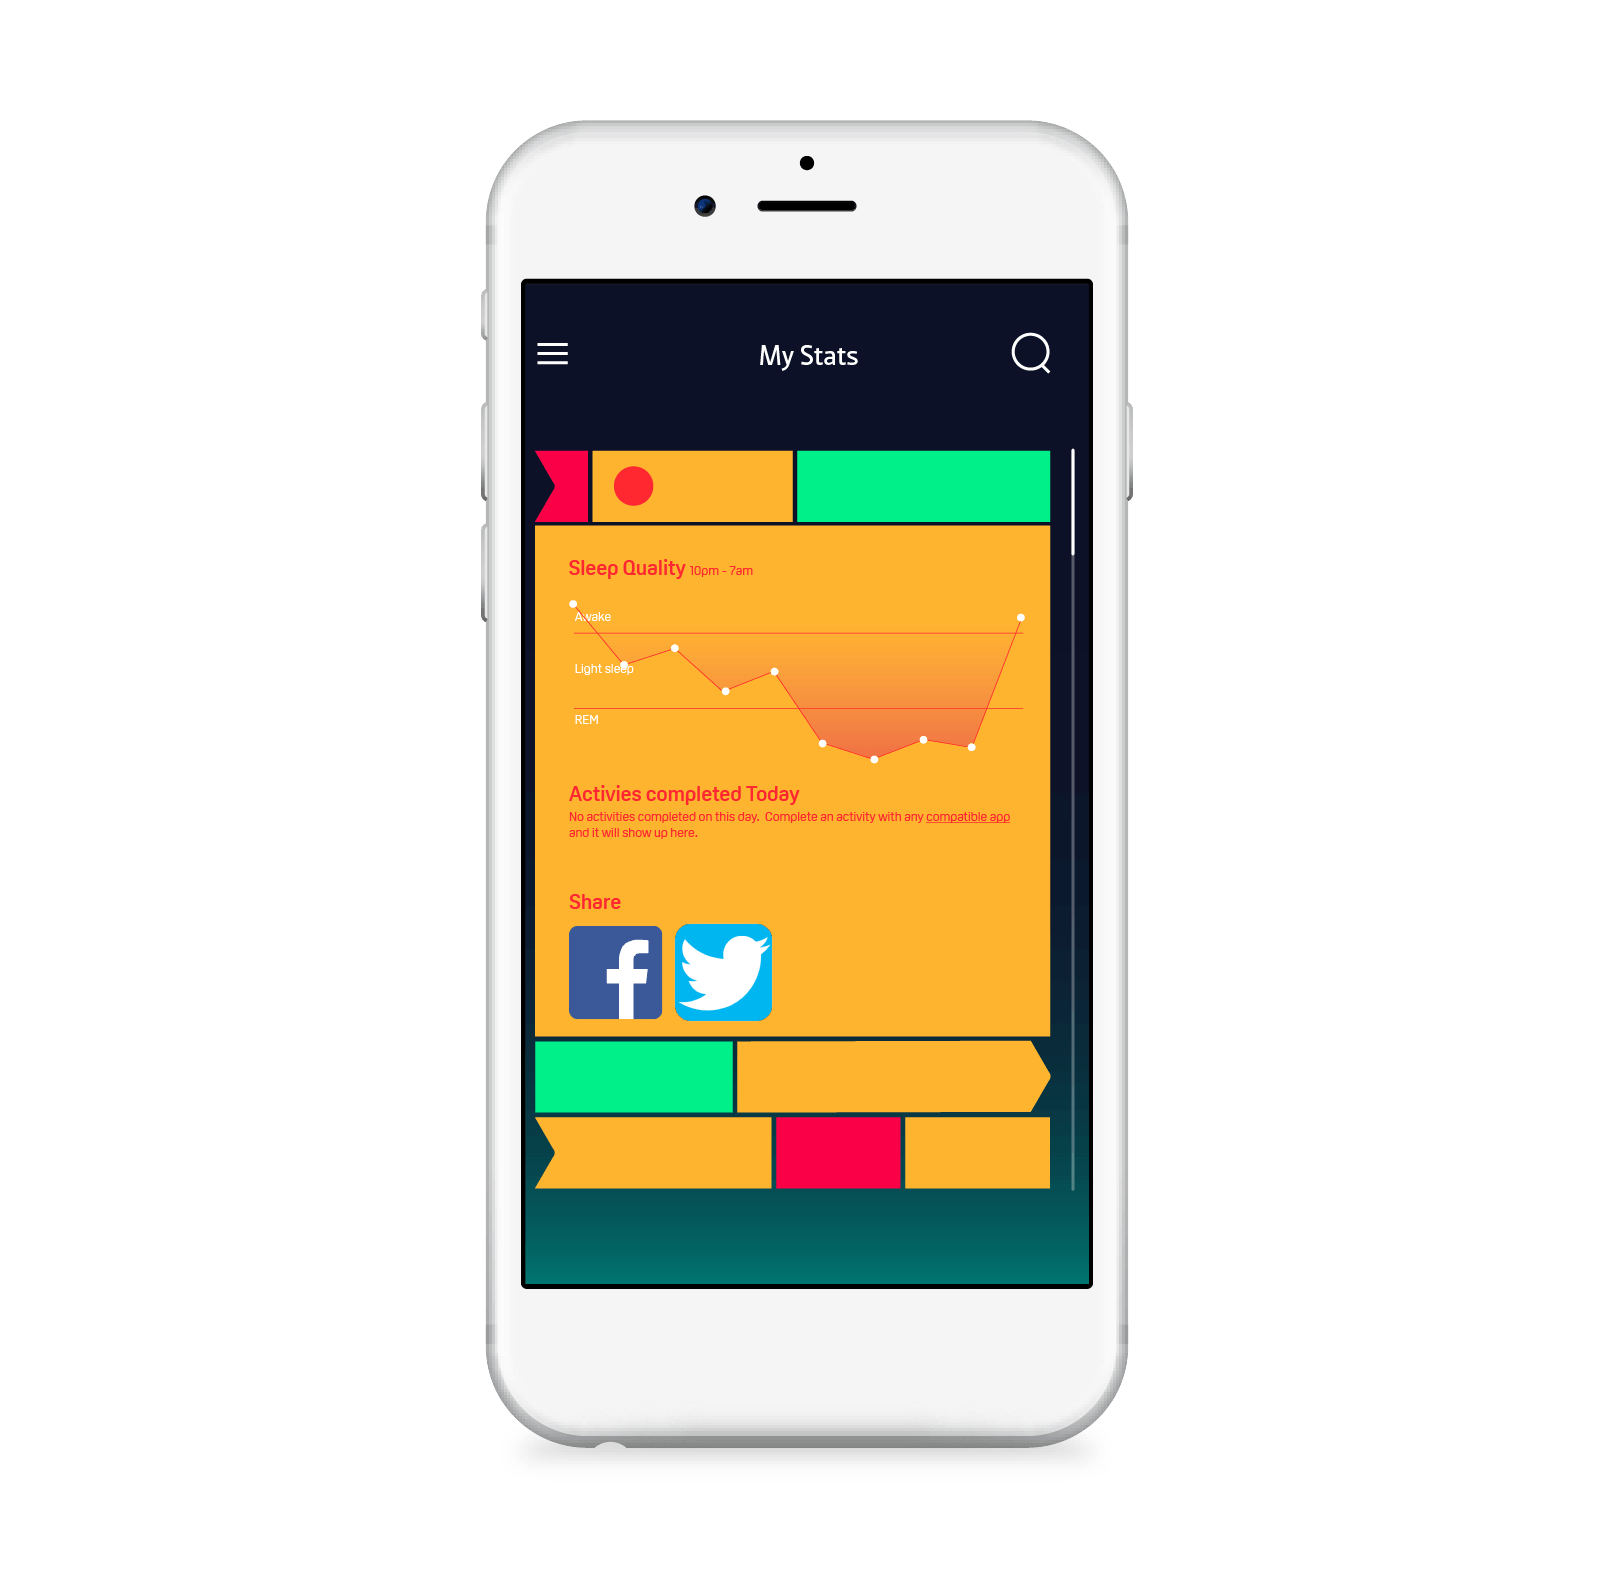 My Stats
Sleep Quality 10pm - 7am
Awake
Light sleep
REM
Activies completed Today
No activities completed on this day. Complete an activity with any compatible app
and it will show up here.
Share